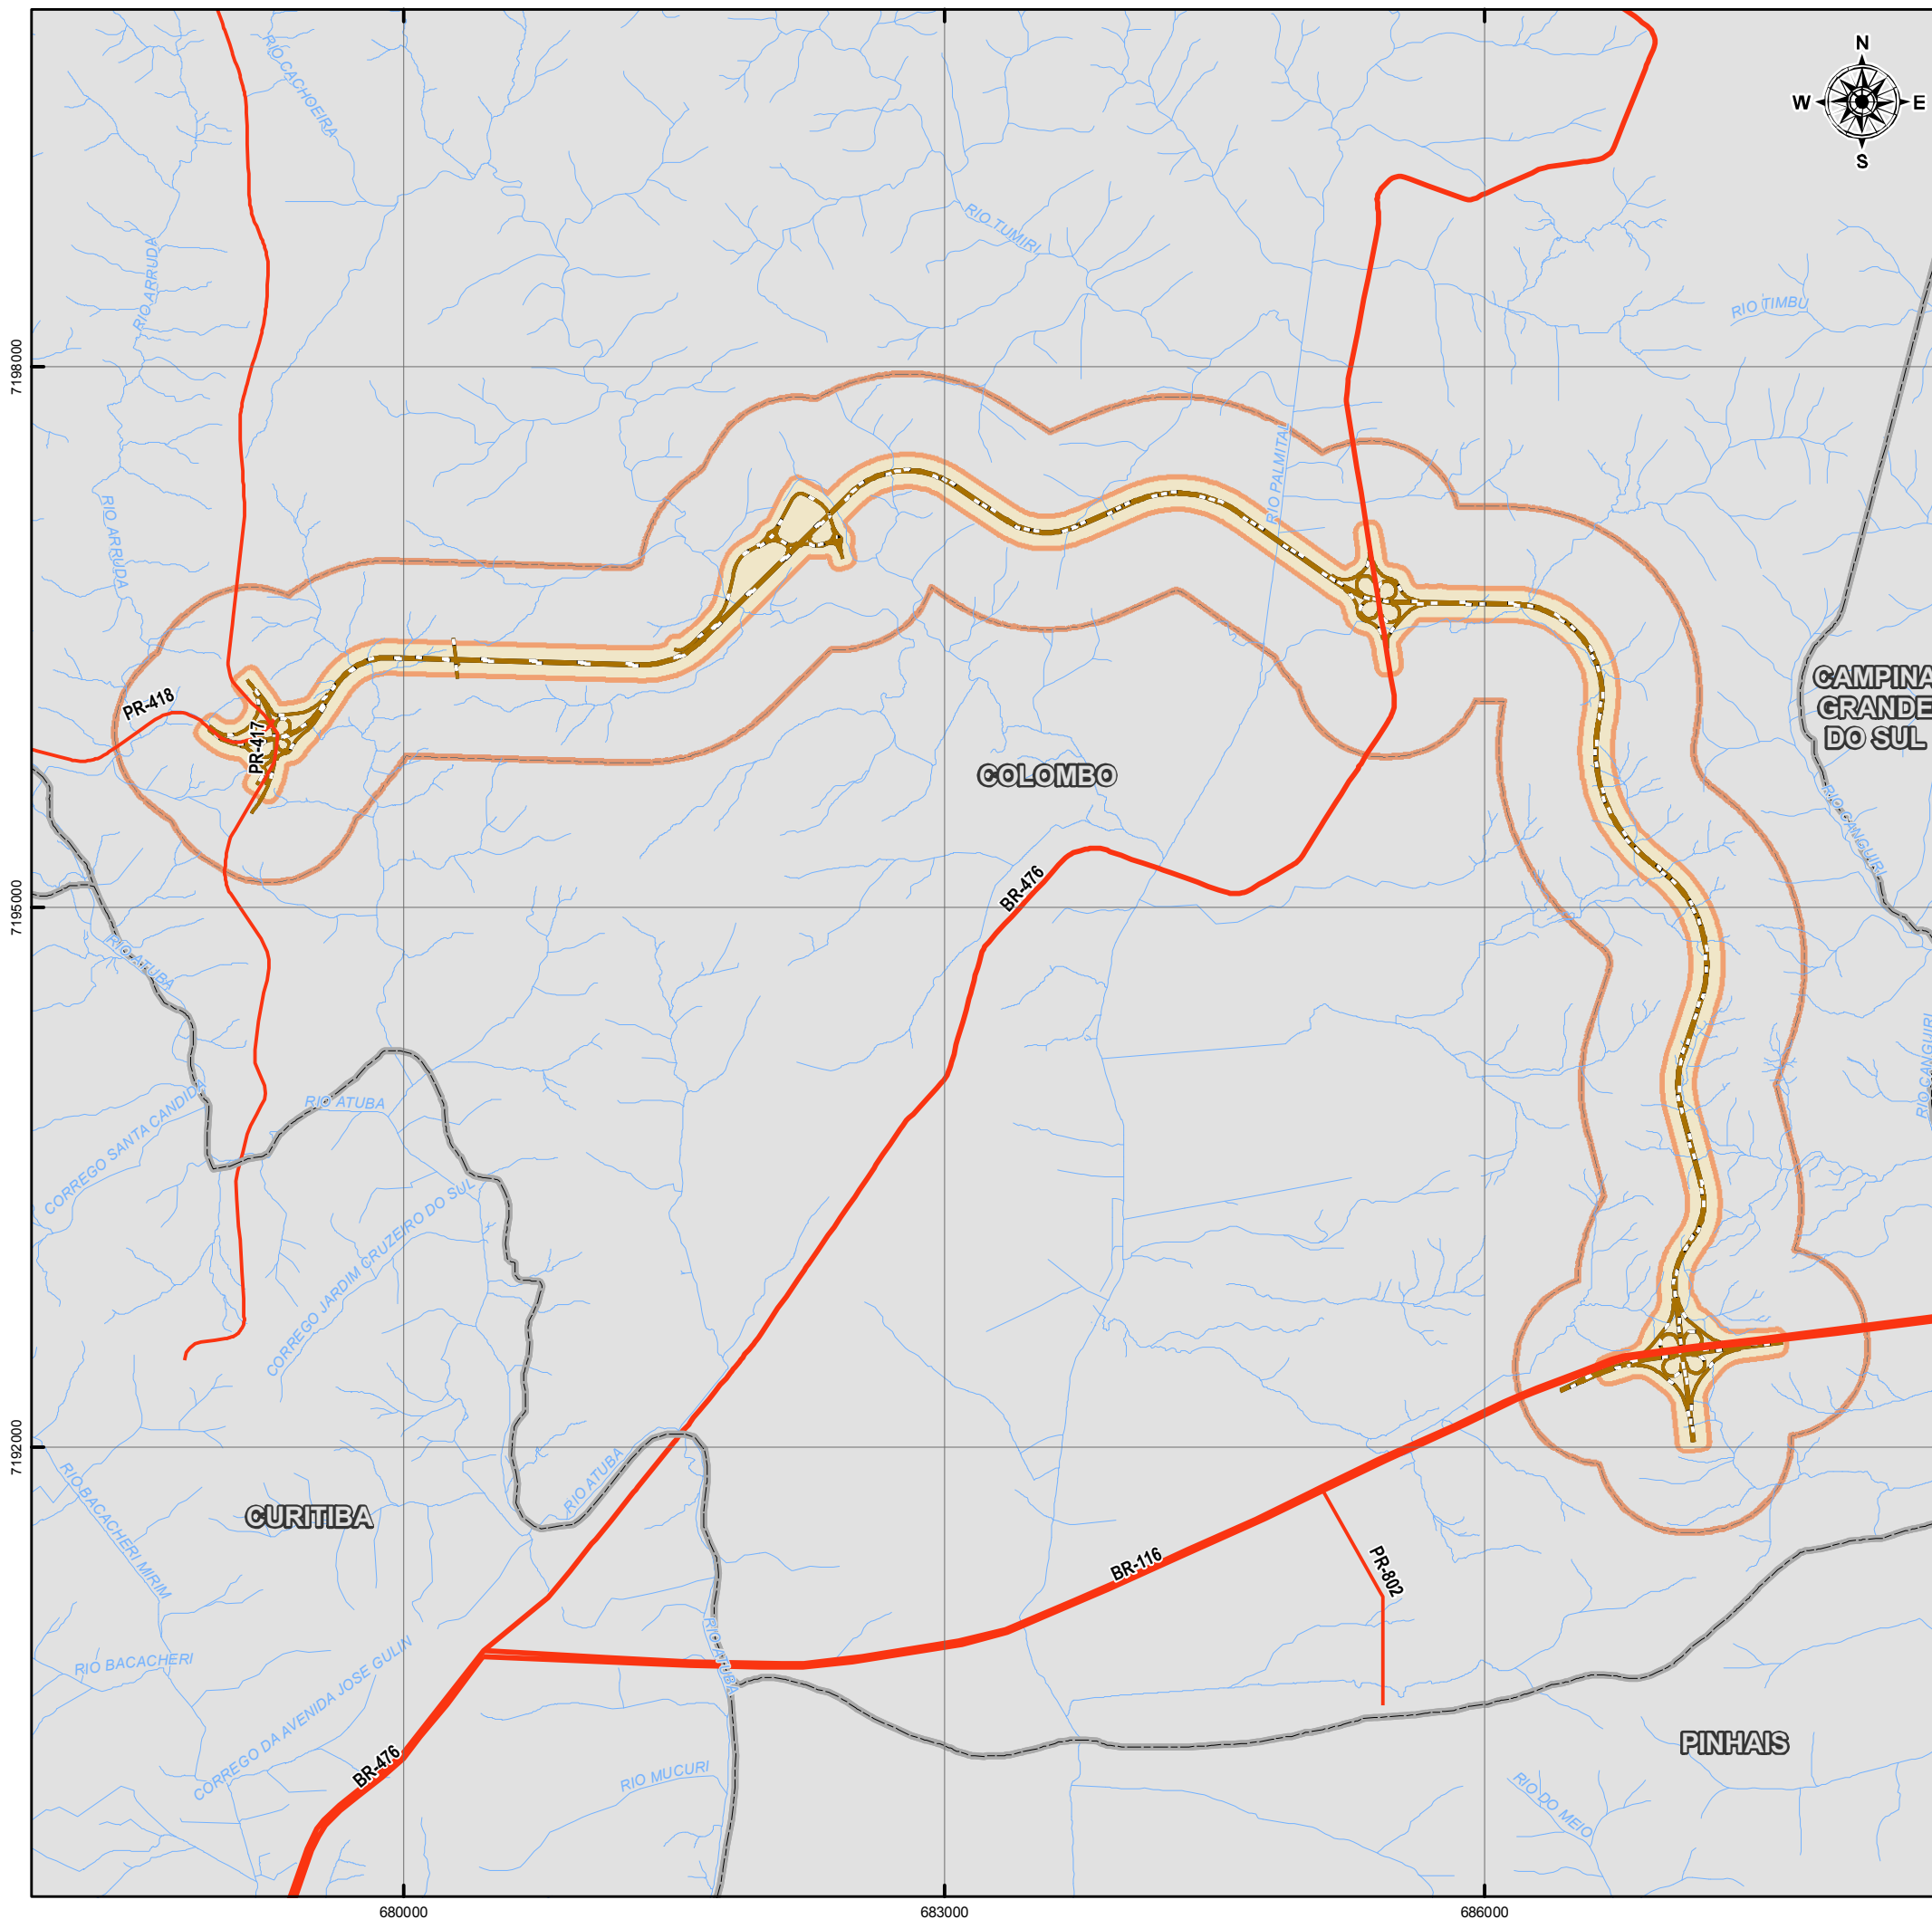 RIO CACHOEIRA
N
W
E
S
RIO TUMIRI
RIO ARRUDA
RIO TIMBU
7198000
RIO PALMITAL
RIO ARRUDA
CAMPINA
GRANDE
DO SUL
PR-418
PR-417
COLOMBO
RIO CANGUIRI
BR-476
7195000
RIO ATUBA
RIO CANGUIRI
CORREGO SANTA CANDID
RIO ATUBA
CORREGO JARDIM CRUZEIRO DO SUL
7192000
RIO ATUBA
RIO BACACHERI MIRIM
CURITIBA
BR-116
PR-802
RIO ATUBA
RIO BACACHERI
CORREGO DA AVENIDA JOSE GULIN
BR-476
RIO MUCURI
PINHAIS
RIO DO MEIO
680000
683000
686000